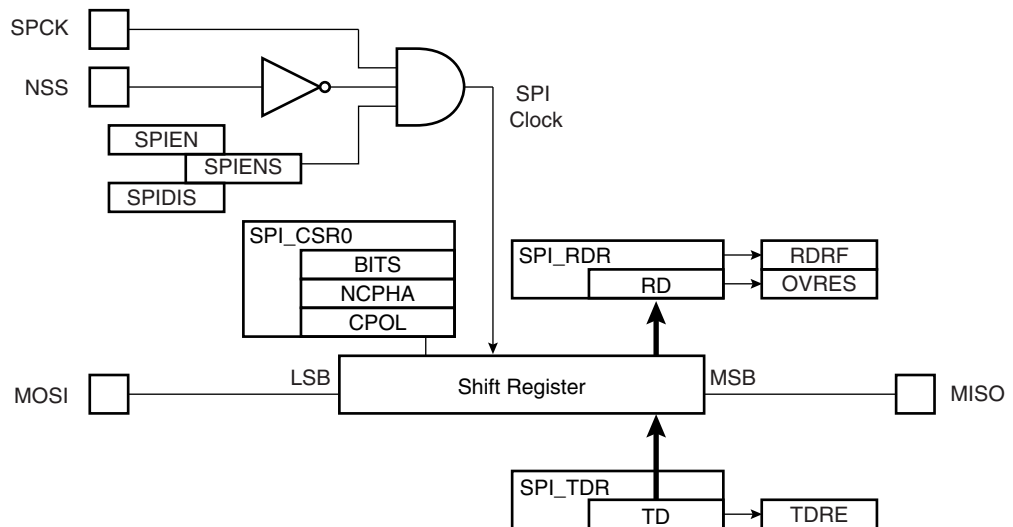 SPCK
NSS
SPI
Clock
SPIEN
SPIENS
SPIDIS
SPI_CSR0
BITS
NCPHA
CPOL
SPI_RDR
RD
RDRF
OVRES
MOSI
LSB
Shift Register
MSB
MISO
SPI_TDR
TD
TDRE